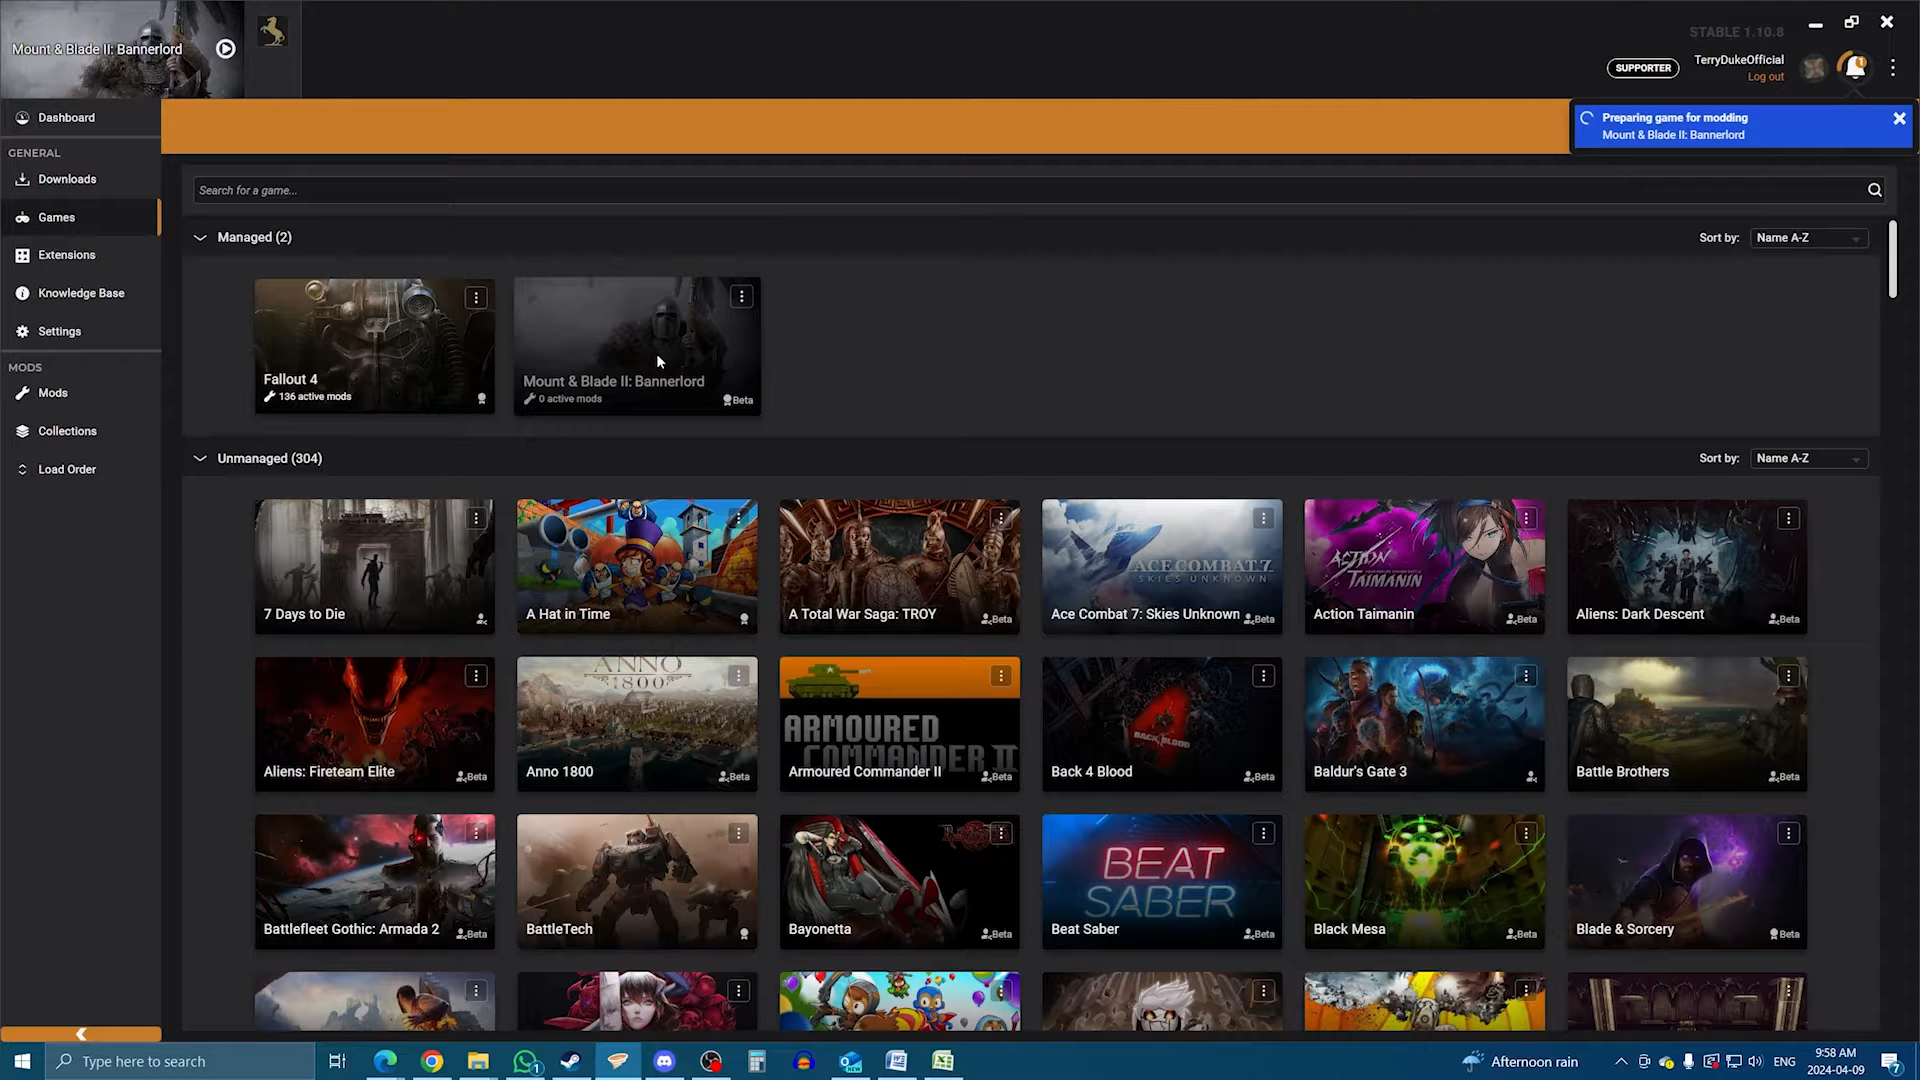 Mount & Blade II: Bannerlord
STABLE 1.10.8
SUPPORTER
TerryDukeOfficial
Log out
Preparing game for modding
Mount & Blade II: Bannerlord
Dashboard
GENERAL
Downloads
Games
Extensions
Knowledge Base
Settings
MODS
Mods
Collections
Load Order
Search for a game...
Managed (2)
Sort by: Name A-Z
Fallout 4
136 active mods
Mount & Blade II: Bannerlord
0 active mods
Beta
Unmanaged (304)
Sort by: Name A-Z
7 Days to Die
A Hat in Time
A Total War Saga: TROY
Beta
ACE COMBAT 7
SKIES UNKNOWN
Ace Combat 7: Skies Unknown
Beta
ACTION
TAIMANIN
Action Taimanin
Beta
Aliens: Dark Descent
Beta
Aliens: Fireteam Elite
Beta
ANNO
1800
Anno 1800
Beta
ARMOURED
COMMANDER II
Armoured Commander II
Beta
4
BACK BLOOD
Back 4 Blood
Beta
Baldur's Gate 3
Battle Brothers
Beta
Battlefleet Gothic: Armada 2
Beta
BattleTech
Bayonetta
Beta
BEAT
SABER
Beat Saber
Beta
Black Mesa
Beta
Blade & Sorcery
Beta
Type here to search
1
Afternoon rain
ENG
9:58 AM
2024-04-09
7